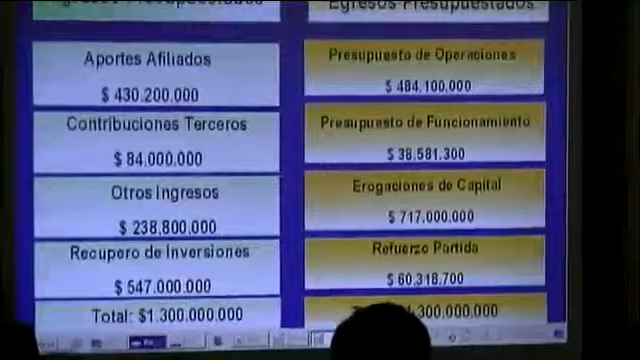 Egresos Presupuestados
Aportes Afiliados
$ 430.200.000
Contribuciones Terceros
$ 84.000.000
Otros Ingresos
$ 238.800.000
Recupero de Inversiones
$ 547.000.000
Total: $1.300.000.000
Presupuesto de Operaciones
$ 484.100.000
Presupuesto de Funcionamiento
$ 38.581.300
Erogaciones de Capital
$ 717.000.000
Refuerzo Partida
$ 60.318.700
300.000.000